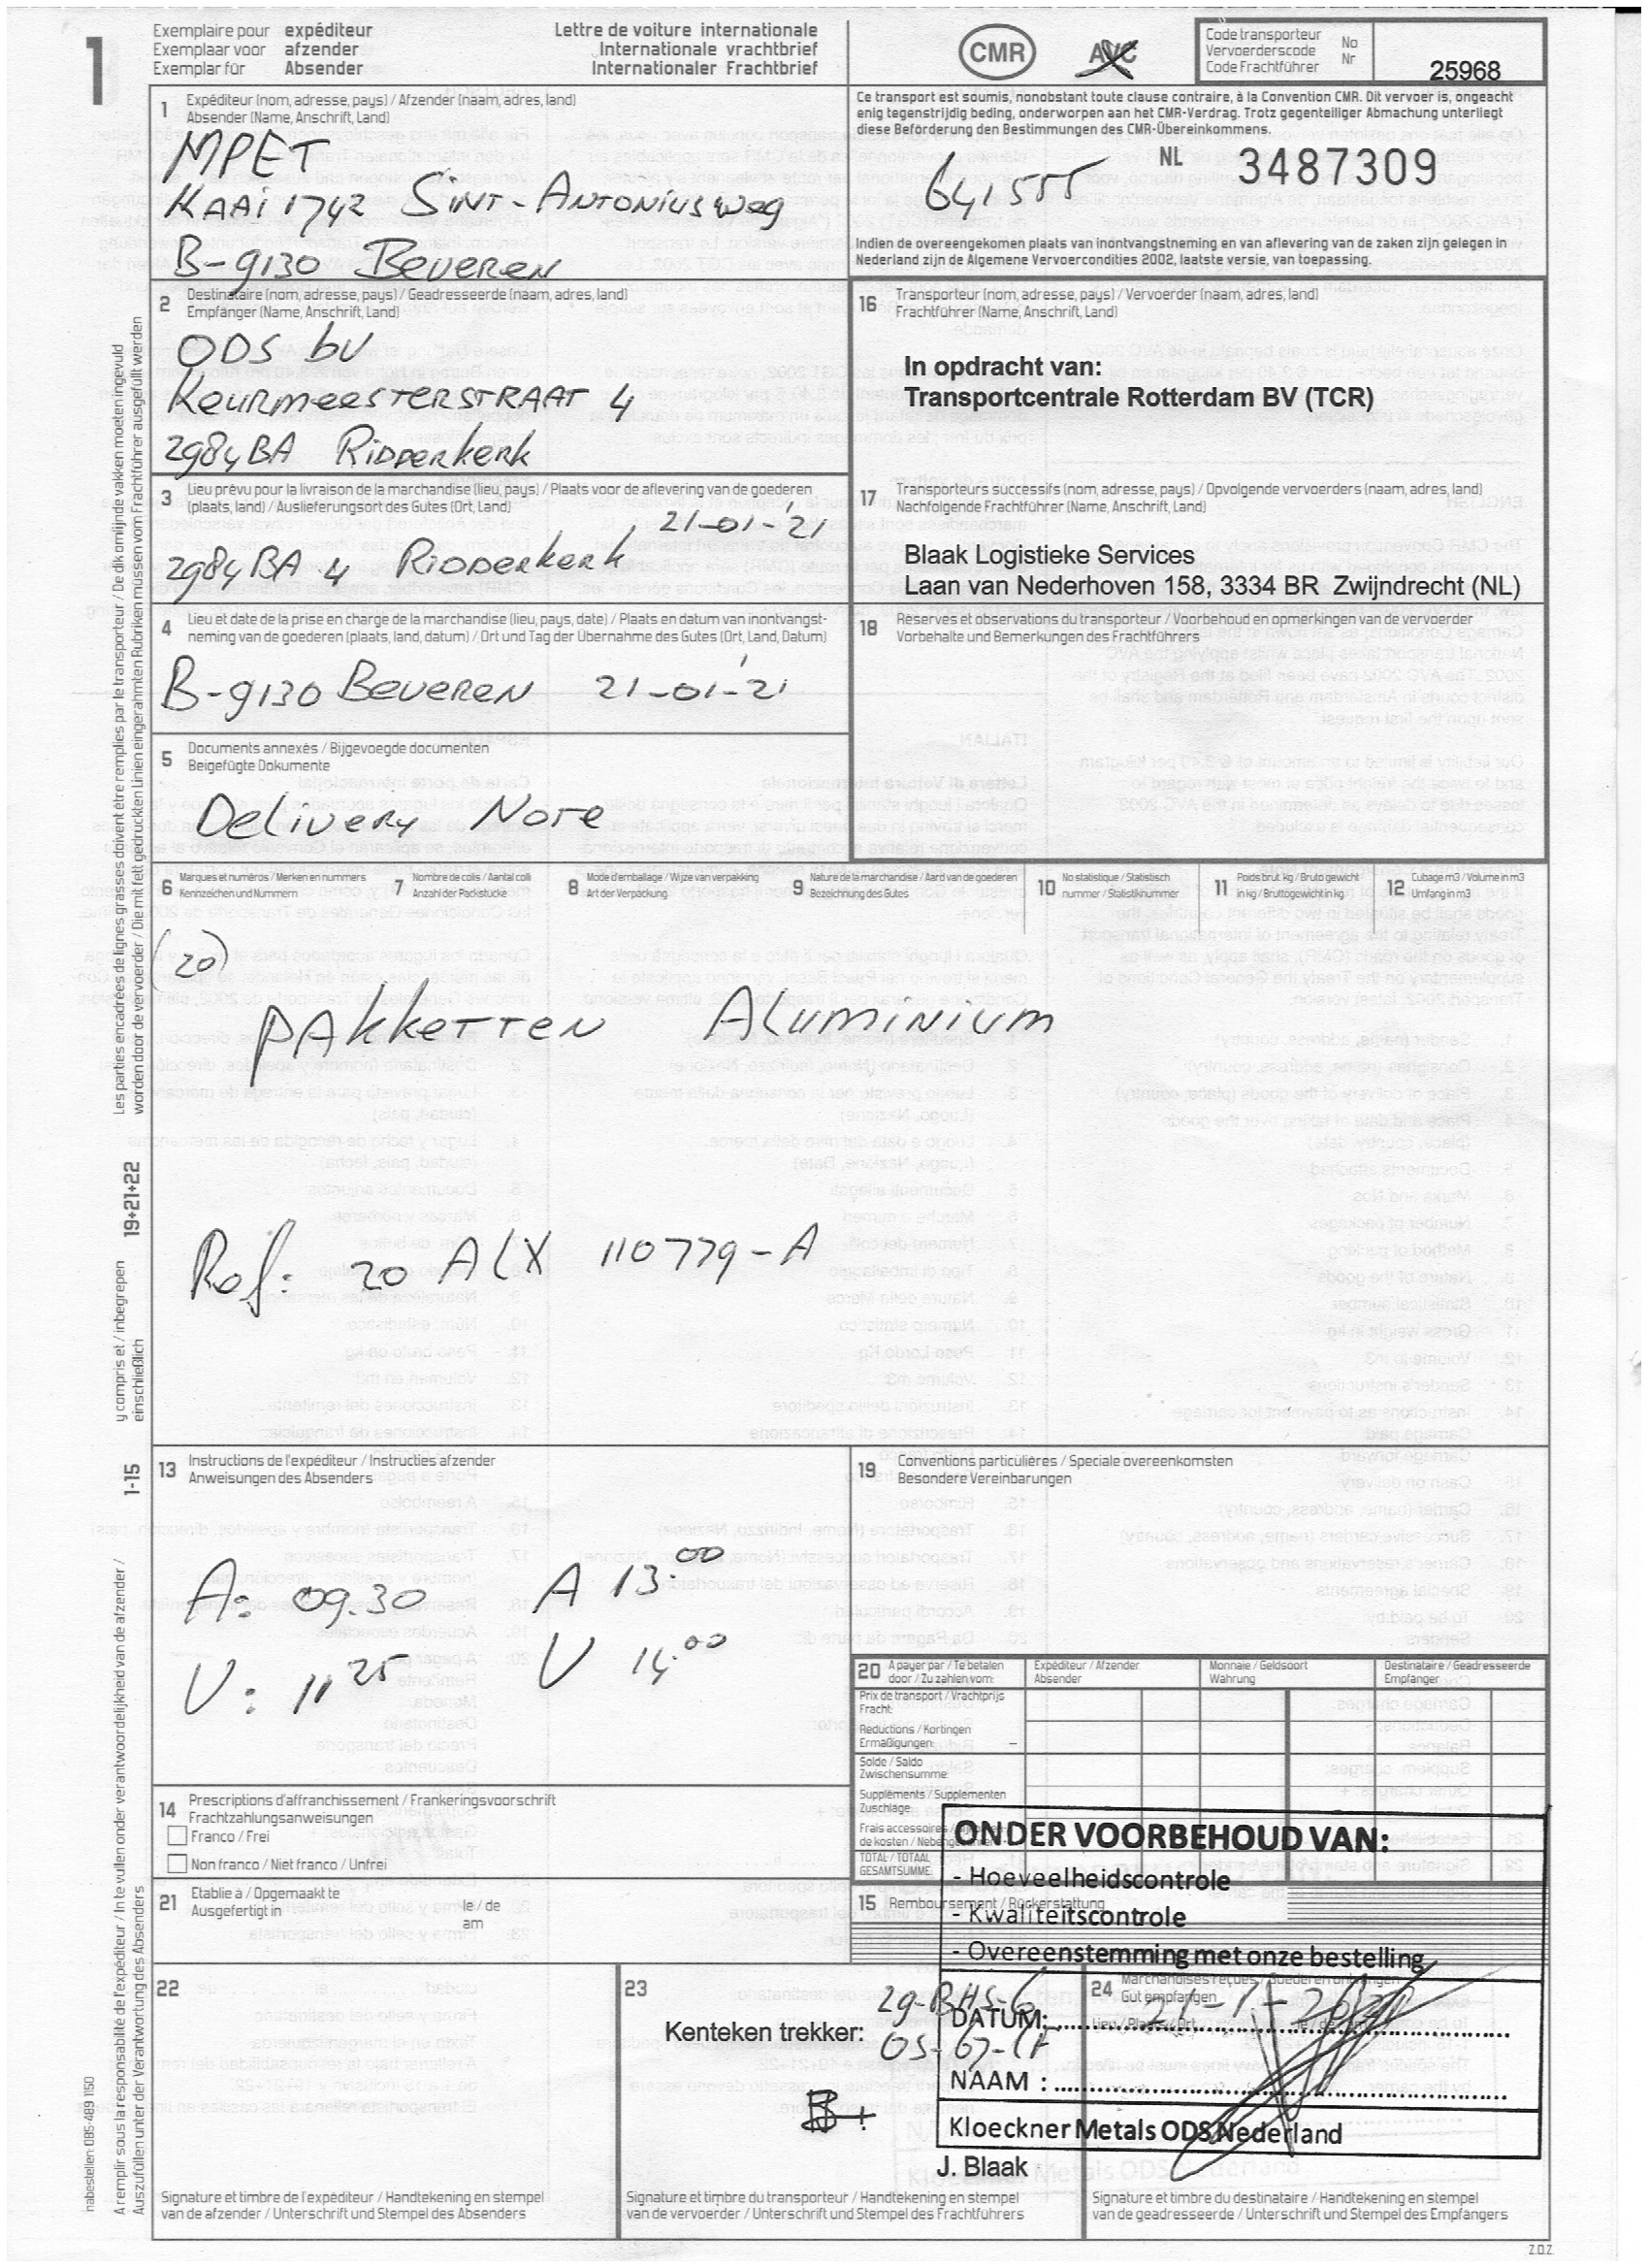 1
Exemplaire pour expéditeur
Exemplaar voor afzender
Exemplar für Absender
Lettre de voiture internationale
Internationale vrachtbrief
Internationaler Frachtbrief
CMR
AVC
Code transporteur
Vervoerderscode
Code Frachtführer
No
Nr
25968
1 Expéditeur (nom, adresse, pays) / Afzender (naam, adres, land)
Absender (Name, Anschrift, Land)
MPET
KAAI 1742 SINT-ANTONIUSWEG
B-9130 BEVEREN
Ce transport est soumis, nonobstant toute clause contraire, à la Convention CMR. Dit vervoer is, ongeacht
enig tegenstrijdig beding, onderworpen aan het CMR-Verdrag. Trotz gegenteiliger Abmachung unterliegt
diese Beförderung den Bestimmungen des CMR-Übereinkommens.
641555
NL 3487309
Indien de overeengekomen plaats van inontvangstneming en van aflevering van de zaken zijn gelegen in
Nederland zijn de Algemene Vervoercondities 2002, laatste versie, van toepassing.
2 Destinataire (nom, adresse, pays) / Geadresseerde (naam, adres, land)
Empfänger (Name, Anschrift, Land)
ODS bv
KEURMEESTERSTRAAT 4
2984 BA RIDDERKERK
16 Transporteur (nom, adresse, pays) / Vervoerder (naam, adres, land)
Frachtführer (Name, Anschrift, Land)
In opdracht van:
Transportcentrale Rotterdam BV (TCR)
3 Lieu prévu pour la livraison de la marchandise (lieu, pays) / Plaats voor de aflevering van de goederen
(plaats, land) / Auslieferungsort des Gutes (Ort, Land)
21-01-'21
2984 BA 4 RIDDERKERK,
17 Transporteurs successifs (nom, adresse, pays) / Opvolgende vervoerders (naam, adres, land)
Nachfolgende Frachtführer (Name, Anschrift, Land)
Blaak Logistieke Services
Laan van Nederhoven 158, 3334 BR Zwijndrecht (NL)
4 Lieu et date de la prise en charge de la marchandise (lieu, pays, date) / Plaats en datum van inontvangst-
neming van de goederen (plaats, land, datum) / Ort und Tag der Übernahme des Gutes (Ort, Land, Datum)
B-9130 BEVEREN 21-01-'21
18 Réserves et observations du transporteur / Voorbehoud en opmerkingen van de vervoerder
Vorbehalte und Bemerkungen des Frachtführers
5 Documents annexés / Bijgevoegde documenten
Beigefügte Dokumente
DELIVERY NOTE
6 Marques et numéros / Merken en nummers
Kennzeichen und Nummern
7 Nombre de colis / Aantal colli
Anzahl der Packstücke
8 Mode d'emballage / Wijze van verpakking
Art der Verpackung
9 Nature de la marchandise / Aard van de goederen
Bezeichnung des Gutes
10 No statistique / Statistisch
nummer / Statistiknummer
11 Poids brut kg / Bruto gewicht
in kg / Bruttogewicht in kg
12 Cubage m3 / Volume in m3
Umfang in m3
(20)
PAKKETTEN ALUMINIUM
Ref: 20 ALX 110779-A
13 Instructions de l'expéditeur / Instructies afzender
Anweisungen des Absenders
A: 09.30 A 13.00
U: 11 25 U 14.00
19 Conventions particulières / Speciale overeenkomsten
Besondere Vereinbarungen
20 A payer par / Te betalen
door / Zu zahlen vom:
Expéditeur / Afzender
Absender
Monnaie / Geldsoort
Währung
Destinataire / Geadresseerde
Empfänger
Prix de transport / Vrachtprijs
Fracht:
Réductions / Kortingen
Ermäßigungen: –
Solde / Saldo
Zwischensumme:
Suppléments / Supplementen
Zuschläge:
Frais accessoires /
de kosten /
TOTAL / TOTAAL
GESAMTSUMME:
14 Prescriptions d'affranchissement / Frankeringsvoorschrift
Frachtzahlungsanweisungen
Franco / Frei
Non franco / Niet franco / Unfrei
21 Etablie à / Opgemaakt te
Ausgefertigt in
le / de
am
15 Remboursement / Rückerstattung
ONDER VOORBEHOUD VAN:
- Hoeveelheidscontrole
- Kwaliteitscontrole
- Overeenstemming met onze bestelling
22
23
24 Marchandises reçues / Goederen ontvangen
Gut empfangen
Lieu / Plaats / Ort
29-BHS-6
Kenteken trekker:
OS-67-LF
DATUM: 21-1-
NAAM :
Kloeckner Metals ODS Nederland
J. Blaak
Signature et timbre de l'expéditeur / Handtekening en stempel
van de afzender / Unterschrift und Stempel des Absenders
Signature et timbre du transporteur / Handtekening en stempel
van de vervoerder / Unterschrift und Stempel des Frachtführers
Signature et timbre du destinataire / Handtekening en stempel
van de geadresseerde / Unterschrift und Stempel des Empfängers
Z.O.Z.
Les parties encadrées de lignes grasses doivent être remplies par le transporteur / De dik omlijnde vakken moeten ingevuld
worden door de vervoerder / Die mit fett gedruckten Linien eingerahmten Rubriken müssen vom Frachtführer ausgefüllt werden
19+21+22
y compris et / inbegrepen
einschließlich
1-15
A remplir sous la responsabilité de l'expéditeur / In te vullen onder verantwoordelijkheid van de afzender /
Auszufüllen unter der Verantwortung des Absenders
nabestellen: 085-489 1150